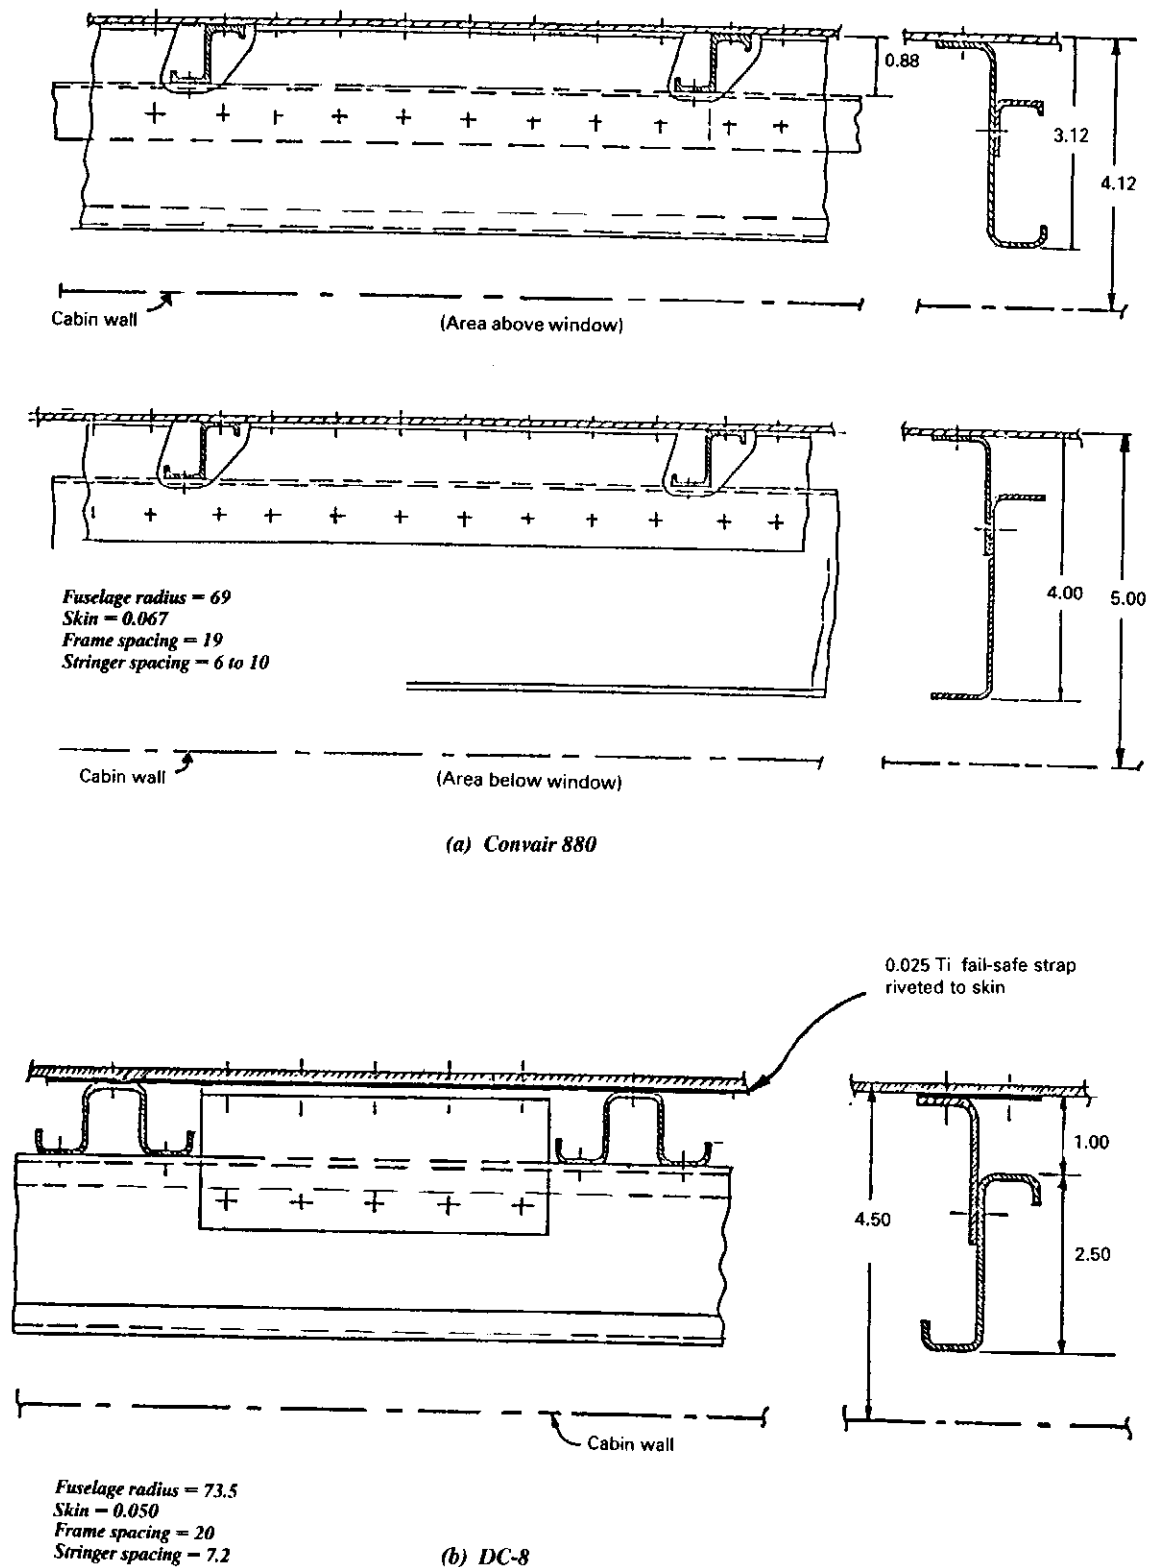 0.88
3.12
4.12
Cabin wall
(Area above window)
Fuselage radius = 69
Skin = 0.067
Frame spacing = 19
Stringer spacing = 6 to 10
4.00
5.00
Cabin wall
(Area below window)
(a) Convair 880
0.025 Ti fail-safe strap
riveted to skin
1.00
4.50
2.50
Cabin wall
Fuselage radius = 73.5
Skin = 0.050
Frame spacing = 20
Stringer spacing = 7.2
(b) DC-8